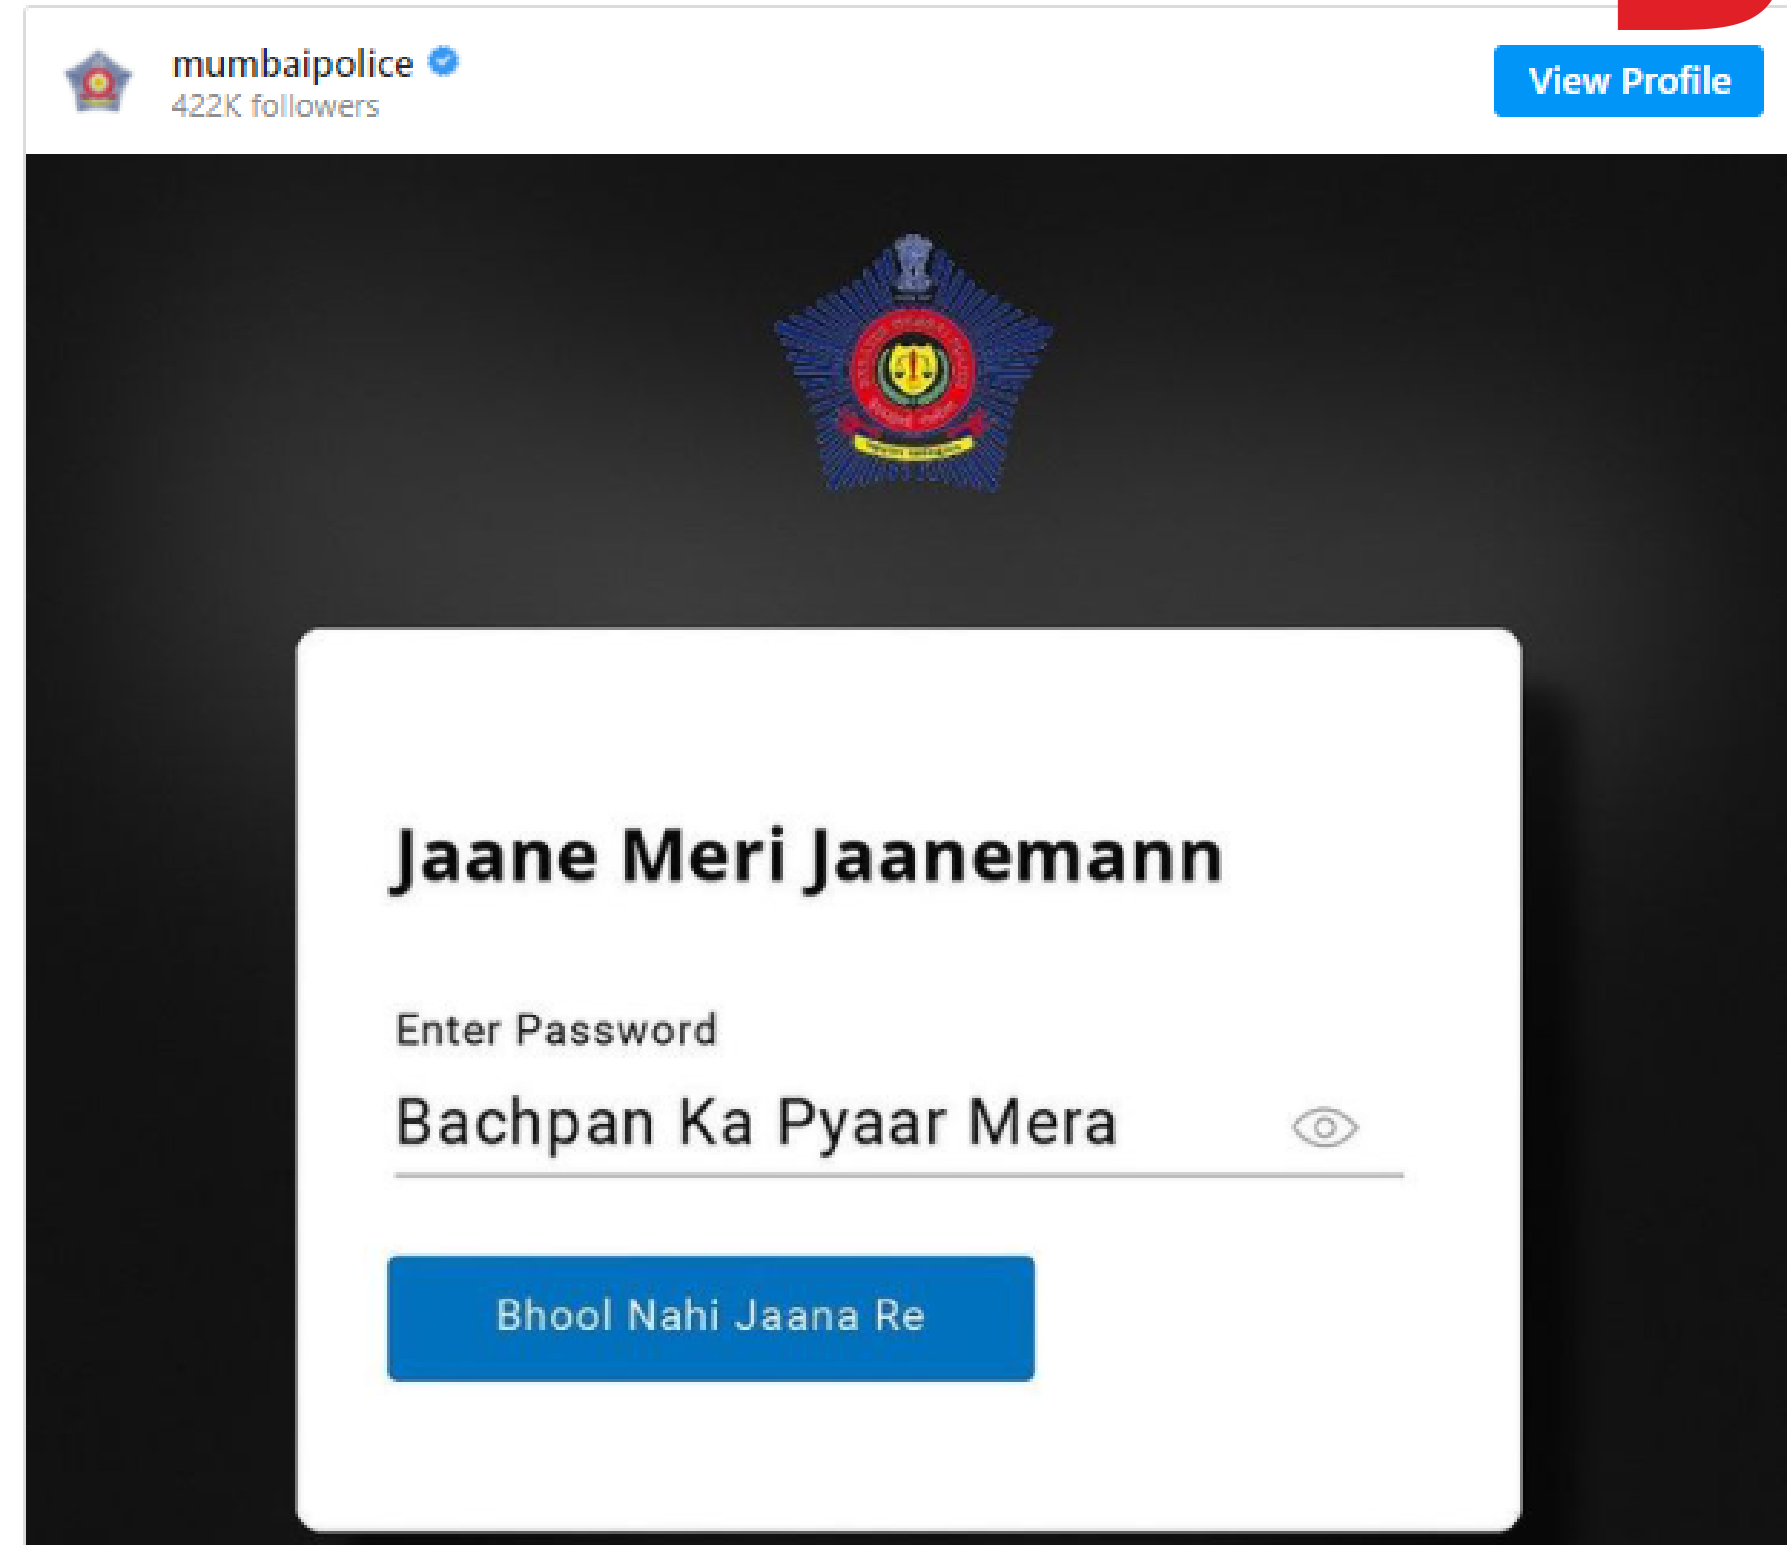 mumbaipolice
422K followers
View Profile
Jaane Meri Jaanemann
Enter Password
Bachpan Ka Pyaar Mera
Bhool Nahi Jaana Re